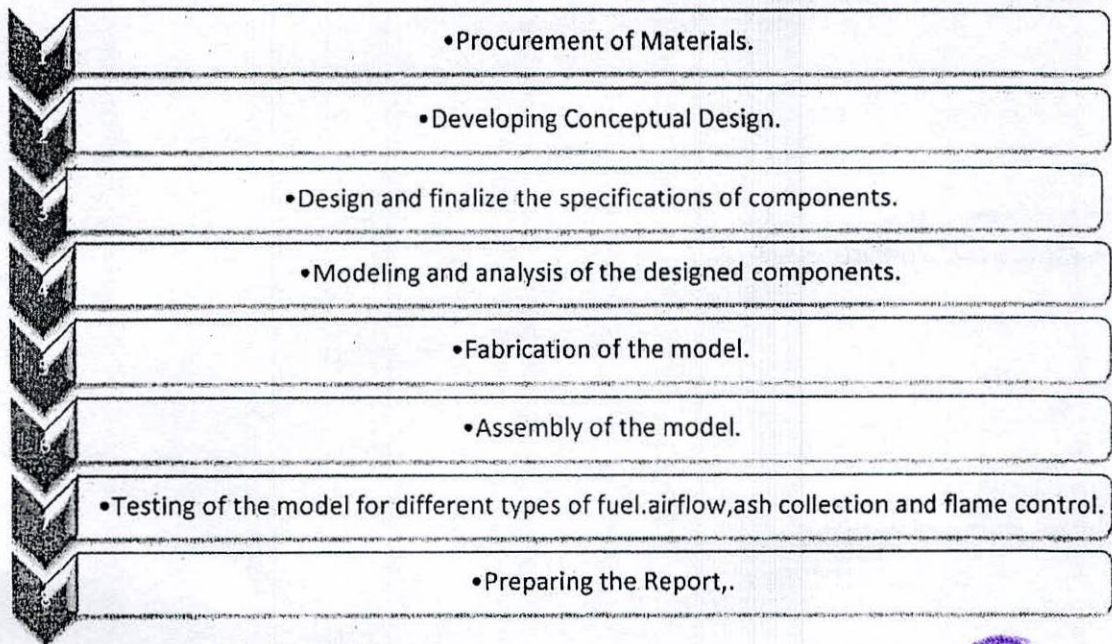 •Procurement of Materials.
•Developing Conceptual Design.
•Design and finalize the specifications of components.
•Modeling and analysis of the designed components.
•Fabrication of the model.
•Assembly of the model.
•Testing of the model for different types of fuel.airflow,ash collection and flame control.
•Preparing the Report,.